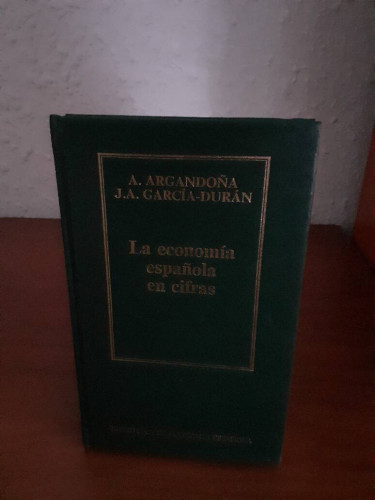 A. ARGANDOÑA
J.A. GARCÍA-DURÁN
La economía
española
en cifras